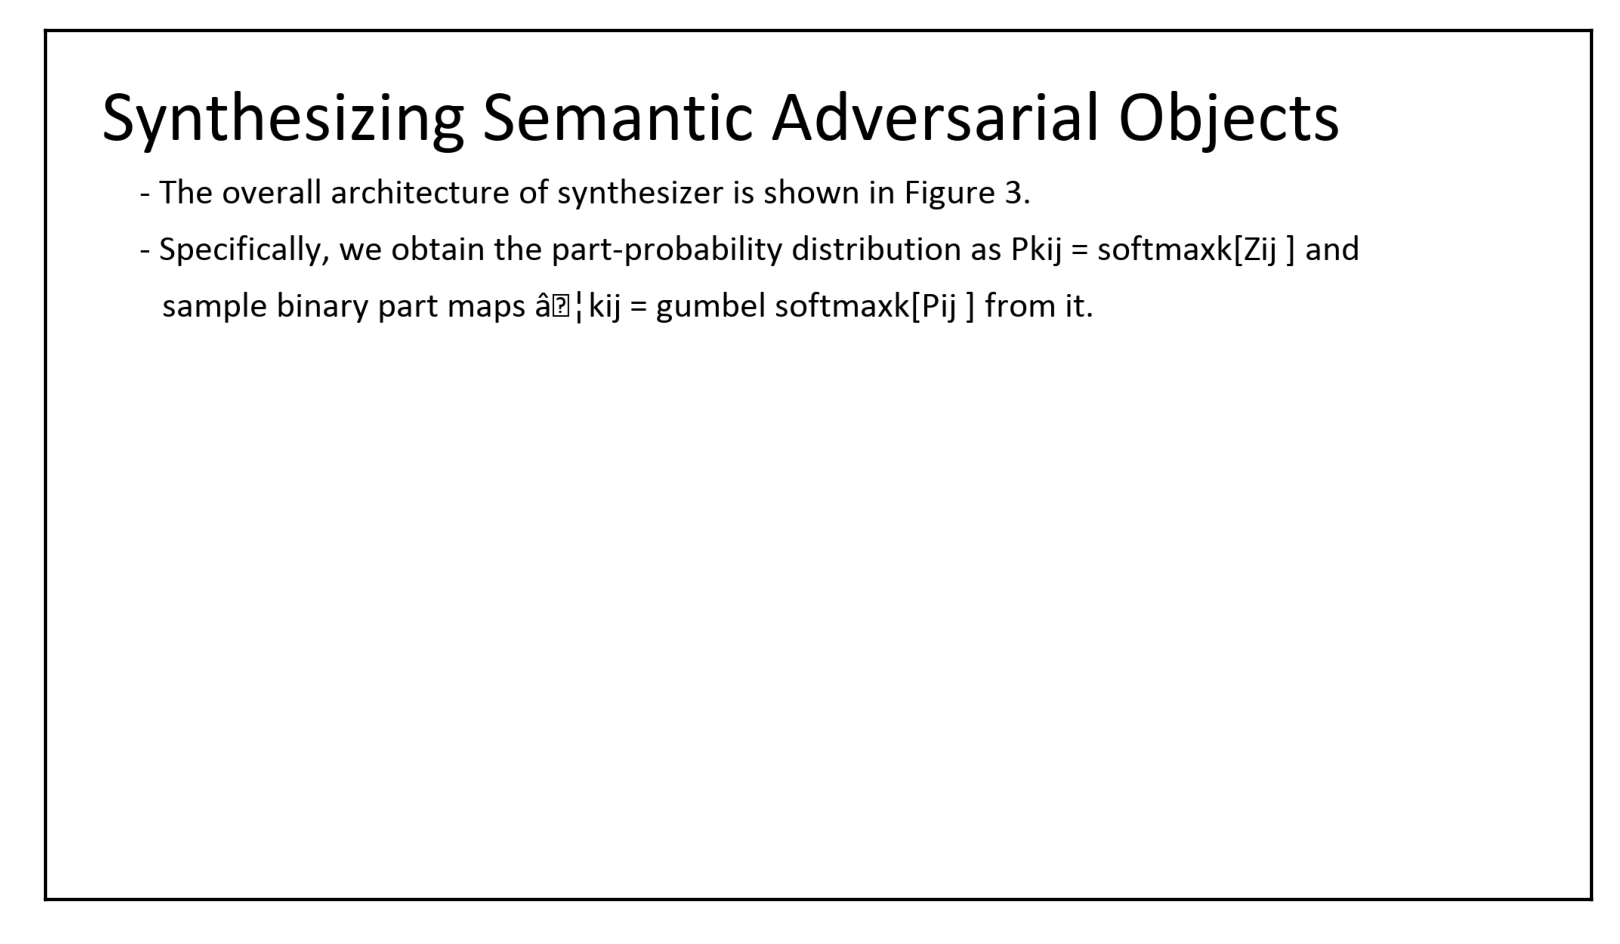 Synthesizing Semantic Adversarial Objects
- The overall architecture of synthesizer is shown in Figure 3.
- Specifically, we obtain the part-probability distribution as Pkij = softmaxk[Zij ] and
sample binary part maps â�¦kij = gumbel softmaxk[Pij ] from it.